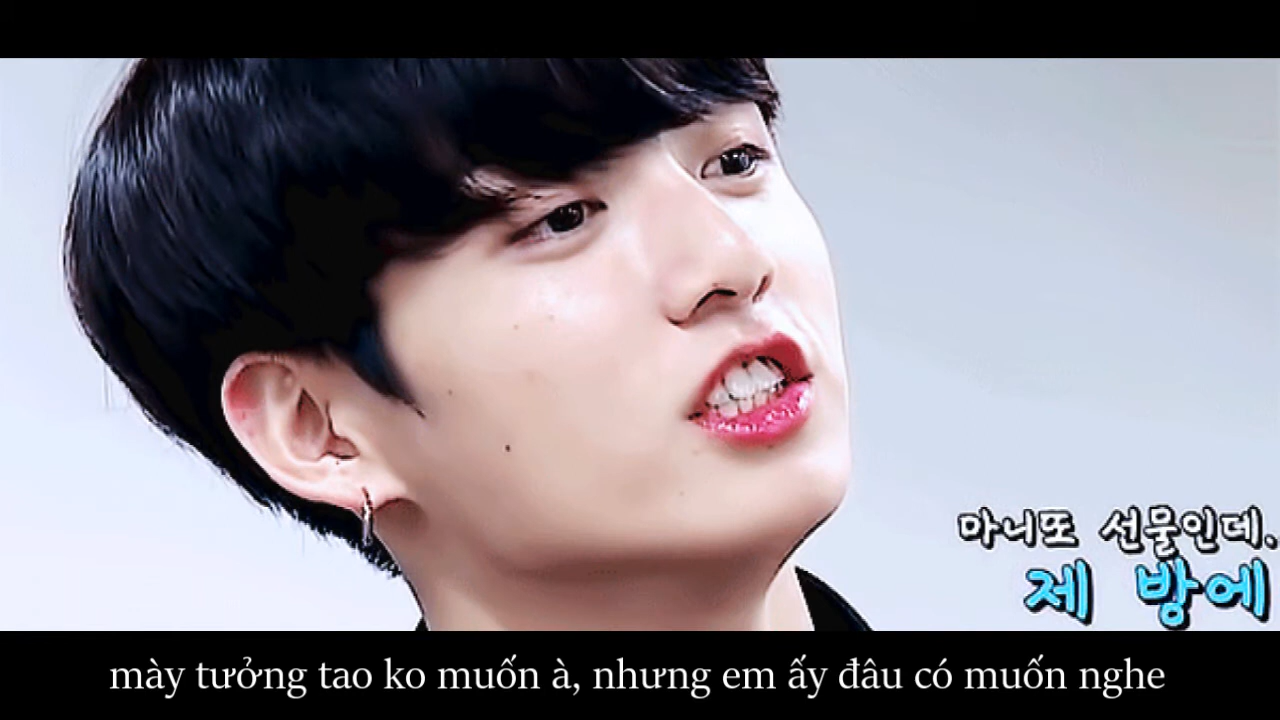 마니또 선물인데.
제 방에
mày tưởng tao ko muốn à, nhưng em ấy đâu có muốn nghe